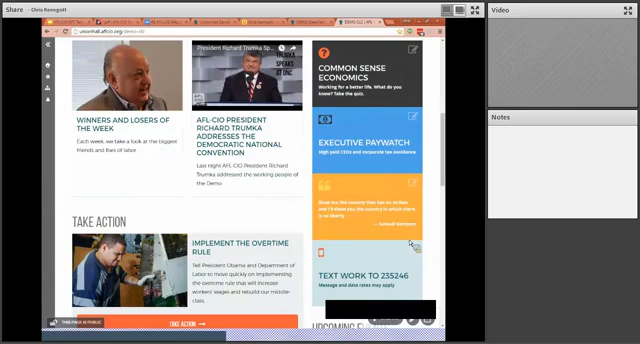 Share - Chris Kenngott
Video
Notes
unionhall.aflcio.org/demo-clc
President Richard Trumka Sp...
TRUMKA
SPEAKS
AT DNC
WINNERS AND LOSERS OF
THE WEEK
Each week, we take a look at the biggest
friends and foes of labor.
AFL-CIO PRESIDENT
RICHARD TRUMKA
ADDRESSES THE
DEMOCRATIC NATIONAL
CONVENTION
Last night AFL-CIO President Richard
Trumka addressed the working people of
the Demo
COMMON SENSE
ECONOMICS
Working for a better life. What do you
know? Take the quiz.
EXECUTIVE PAYWATCH
High paid CEOs and corporate tax avoidance
Show me the country that has no strikes
and I'll show you the country in which there
is no liberty.
— Samuel Gompers
TEXT WORK TO 235246
Message and data rates may apply
TAKE ACTION
IMPLEMENT THE OVERTIME
RULE
Tell President Obama and Department of
Labor to move quickly on implementing
the overtime rule that will increase
workers' wages and rebuild our middle-
class.
TAKE ACTION
THIS PAGE IS PUBLIC
UPCOMING